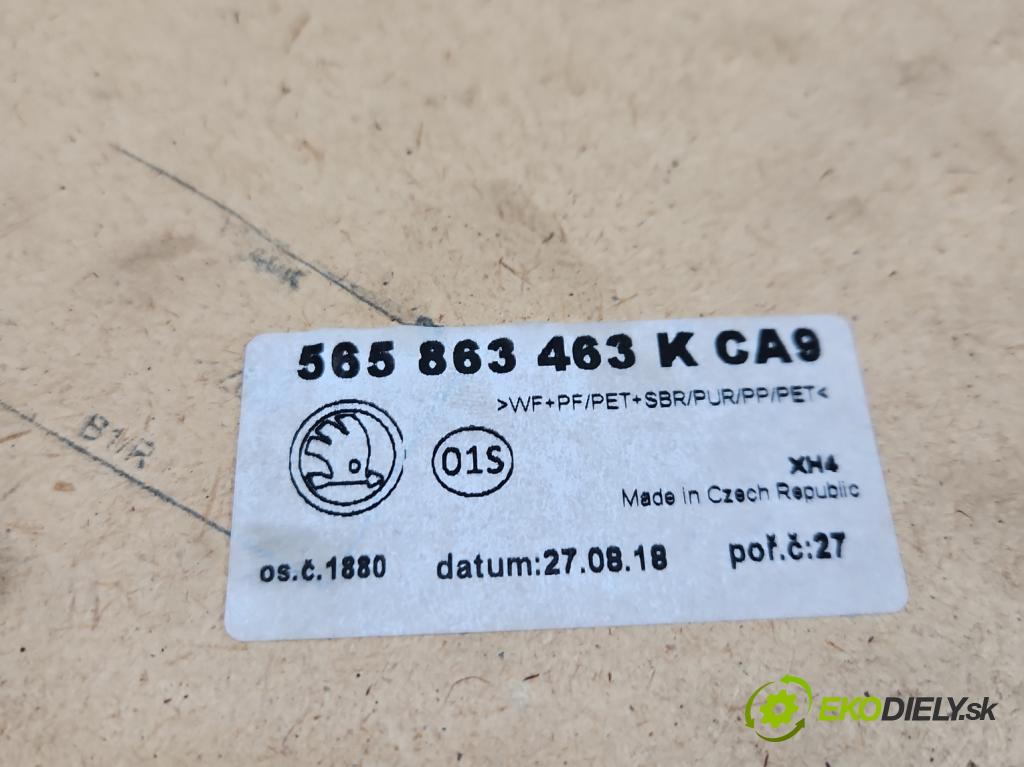 565 863 463 K CA9
>WF+PF/PET+SBR/PUR/PP/PET<
01S
XH4
Made in Czech Republic
os.č.1880 datum:27.08.18 poř.č:27
EKODIELY.sk